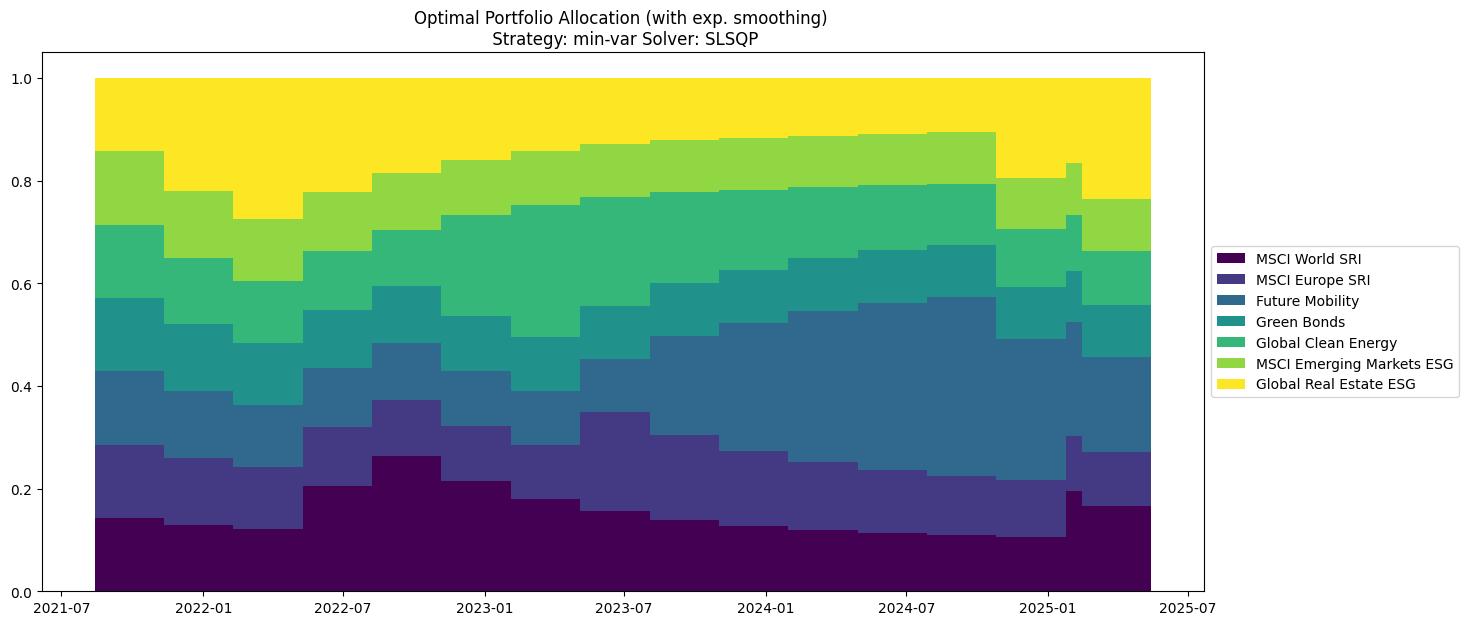 Optimal Portfolio Allocation (with exp. smoothing)
Strategy: min-var Solver: SLSQP
1.0
0.8
0.6
0.4
0.2
0.0
2021-07
2022-01
2022-07
2023-01
2023-07
2024-01
2024-07
2025-01
2025-07
MSCI World SRI
MSCI Europe SRI
Future Mobility
Green Bonds
Global Clean Energy
MSCI Emerging Markets ESG
Global Real Estate ESG